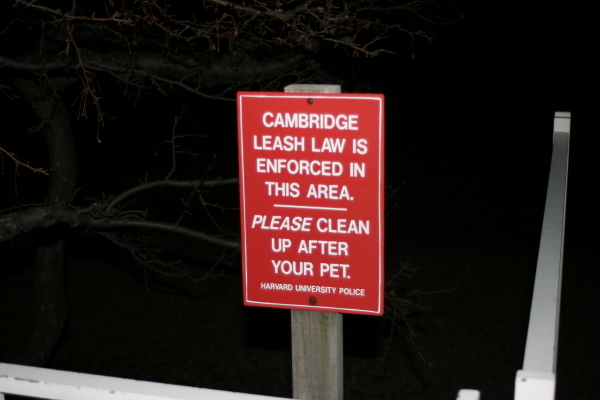 CAMBRIDGE
LEASH LAW IS
ENFORCED IN
THIS AREA.
PLEASE CLEAN
UP AFTER
YOUR PET.
HARVARD UNIVERSITY POLICE